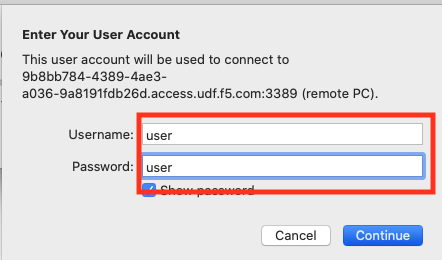 Enter Your User Account
This user account will be used to connect to
9b8bb784-4389-4ae3-
a036-9a8191fdb26d.access.udf.f5.com:3389 (remote PC).
Username: user
Password: user
Show password
Cancel Continue